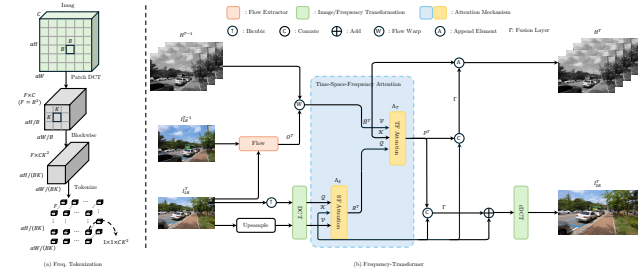 Imag
C
B
B
αH
αW
Patch DCT
F×C
(F = B²)
K
K
αH/B
αW/B
Blockwise
F×CK²
αH/(BK)
αW/(BK)
Tokenize
F
αH/(BK)
αW/(BK)
1×1×CK²
(a) Freq. Tokenization
: Flow Extractor
: Image/Frequency Transformation
: Attention Mechanism
: Bicubic
C : Concate
: Add
W : Flow Warp
A : Append Element
Γ: Fusion Layer
Time-Space-Frequency Attention
Flow
Upsample
DCT
SF Attention
TF Attention
iDCT
Q
K
V
V
K
Q
W
A
C
C
Γ
Γ
(b) Frequency-Transformer